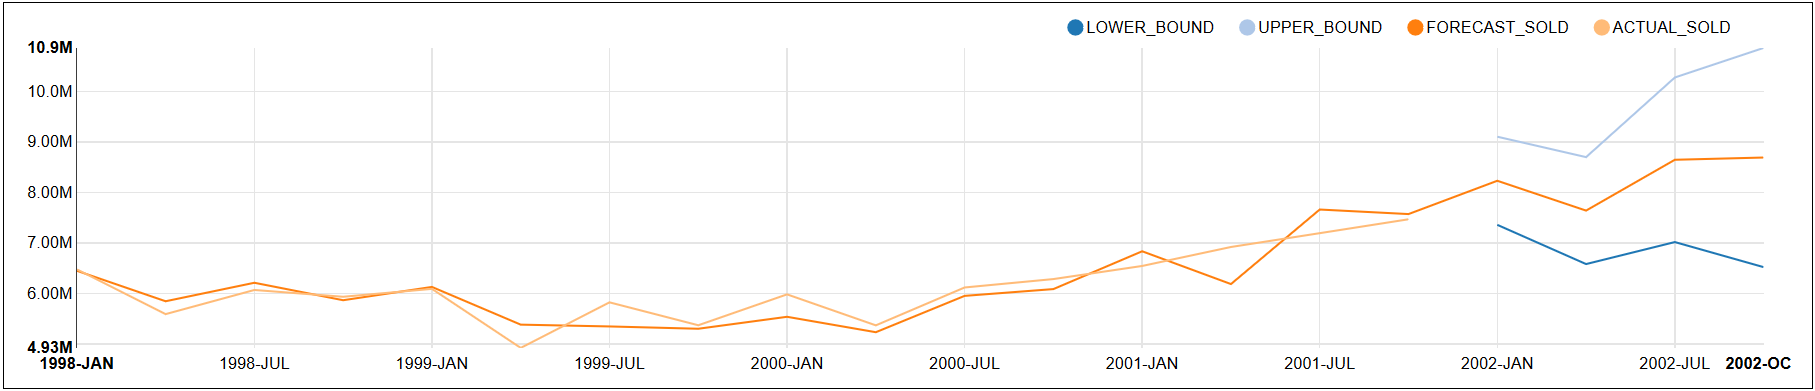 LOWER_BOUND UPPER_BOUND FORECAST_SOLD ACTUAL_SOLD
10.9M
10.0M
9.00M
8.00M
7.00M
6.00M
4.93M
1998-JAN 1998-JUL 1999-JAN 1999-JUL 2000-JAN 2000-JUL 2001-JAN 2001-JUL 2002-JAN 2002-JUL 2002-OC